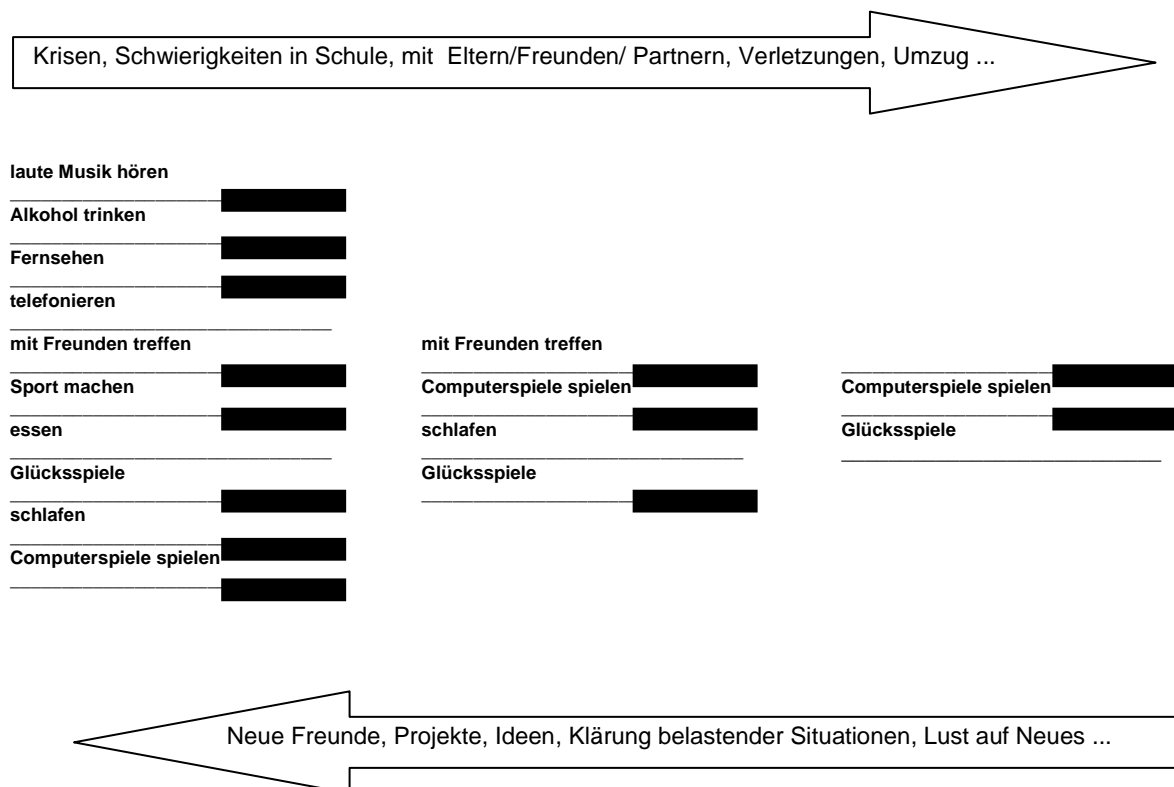 Krisen, Schwierigkeiten in Schule, mit Eltern/Freunden/ Partnern, Verletzungen, Umzug ...
laute Musik hören
Alkohol trinken
Fernsehen
telefonieren
mit Freunden treffen
Sport machen
essen
Glücksspiele
schlafen
Computerspiele spielen
mit Freunden treffen
Computerspiele spielen
schlafen
Glücksspiele
Computerspiele spielen
Glücksspiele
Neue Freunde, Projekte, Ideen, Klärung belastender Situationen, Lust auf Neues ...